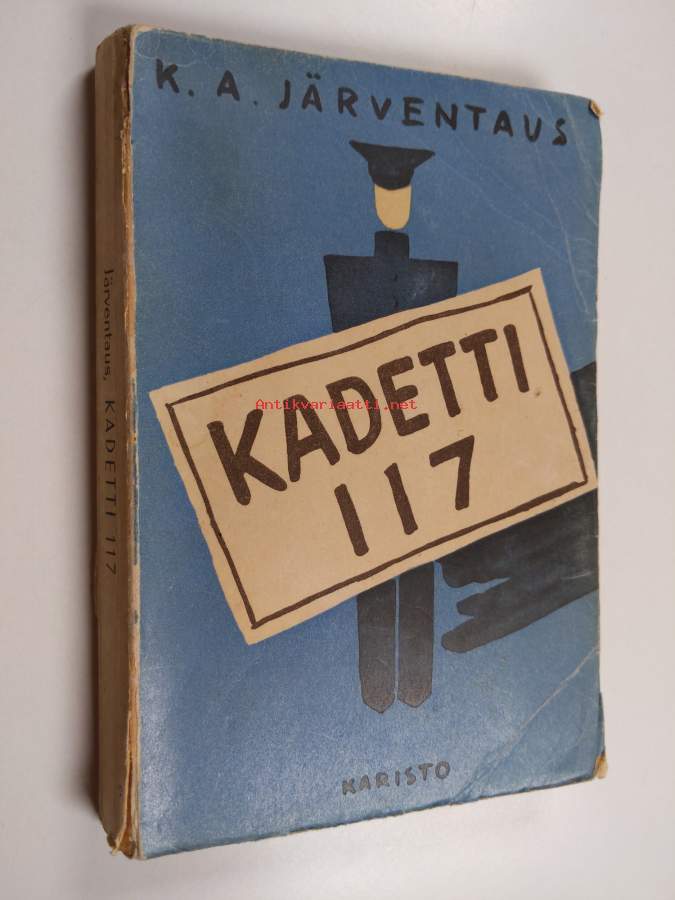 K. A. JÄRVENTAUS
KADETTI
117
KARISTO
Järventaus, KADETTI 117
Antikvariaatti.net